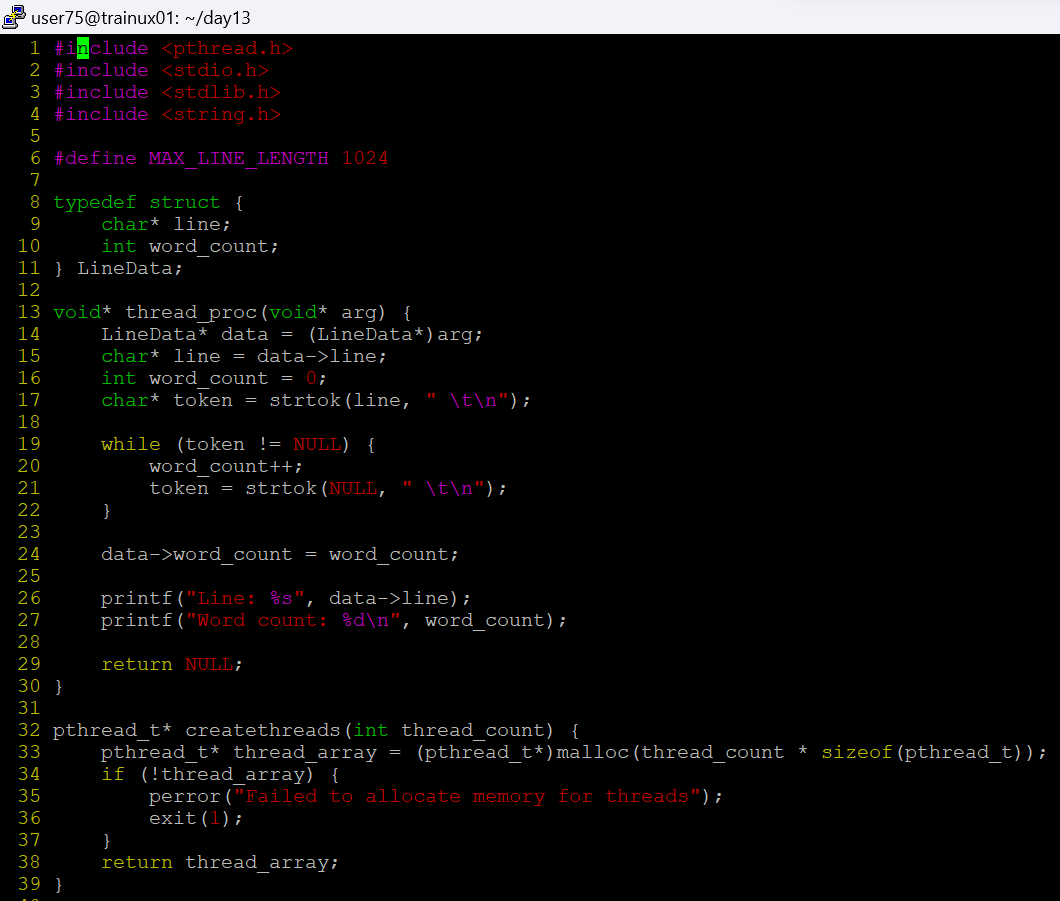 user75@trainux01: ~/day13
1 #include <pthread.h>
2 #include <stdio.h>
3 #include <stdlib.h>
4 #include <string.h>
5
6 #define MAX_LINE_LENGTH 1024
7
8 typedef struct {
9     char* line;
10     int word_count;
11 } LineData;
12
13 void* thread_proc(void* arg) {
14     LineData* data = (LineData*)arg;
15     char* line = data->line;
16     int word_count = 0;
17     char* token = strtok(line, " \t\n");
18
19     while (token != NULL) {
20         word_count++;
21         token = strtok(NULL, " \t\n");
22     }
23
24     data->word_count = word_count;
25
26     printf("Line: %s", data->line);
27     printf("Word count: %d\n", word_count);
28
29     return NULL;
30 }
31
32 pthread_t* createthreads(int thread_count) {
33     pthread_t* thread_array = (pthread_t*)malloc(thread_count * sizeof(pthread_t));
34     if (!thread_array) {
35         perror("Failed to allocate memory for threads");
36         exit(1);
37     }
38     return thread_array;
39 }